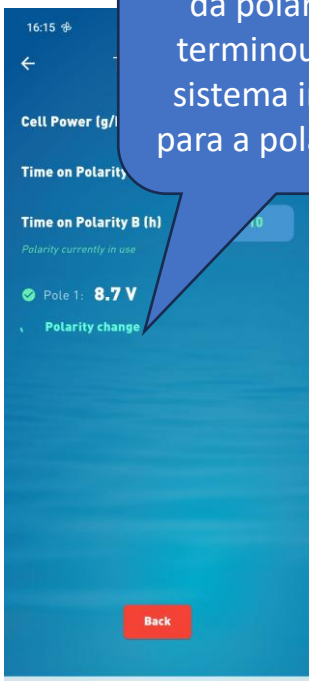 da polar
terminou
sistema i
para a pola
16:15
Cell Power (g/
Time on Polarity
Time on Polarity B (h)
Polarity currently in use
Pole 1: 8.7 V
Polarity change
Back